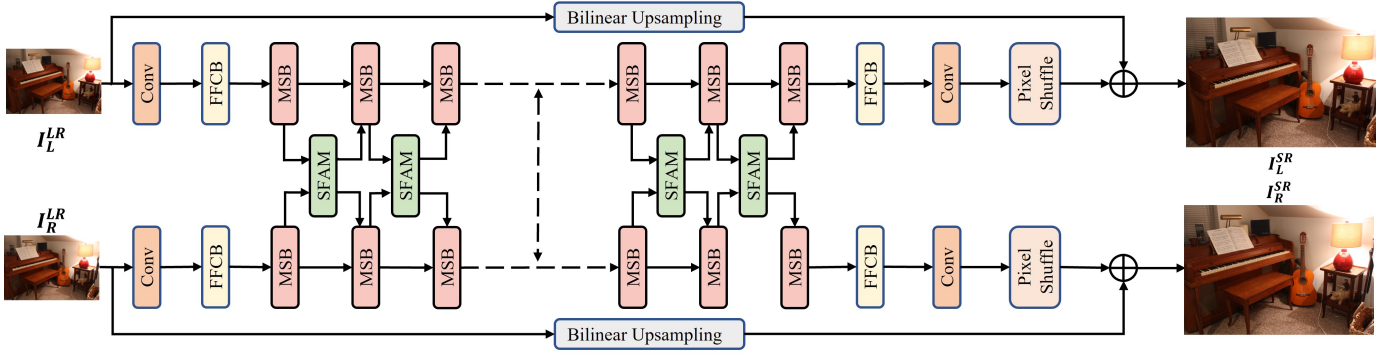 Bilinear Upsampling
Conv
FFCB
MSB
MSB
MSB
MSB
MSB
MSB
FFCB
Conv
Pixel
Shuffle
I_L^{LR}
SFAM
SFAM
SFAM
SFAM
I_L^{SR}
I_R^{LR}
I_R^{SR}
Conv
FFCB
MSB
MSB
MSB
MSB
MSB
MSB
FFCB
Conv
Pixel
Shuffle
Bilinear Upsampling